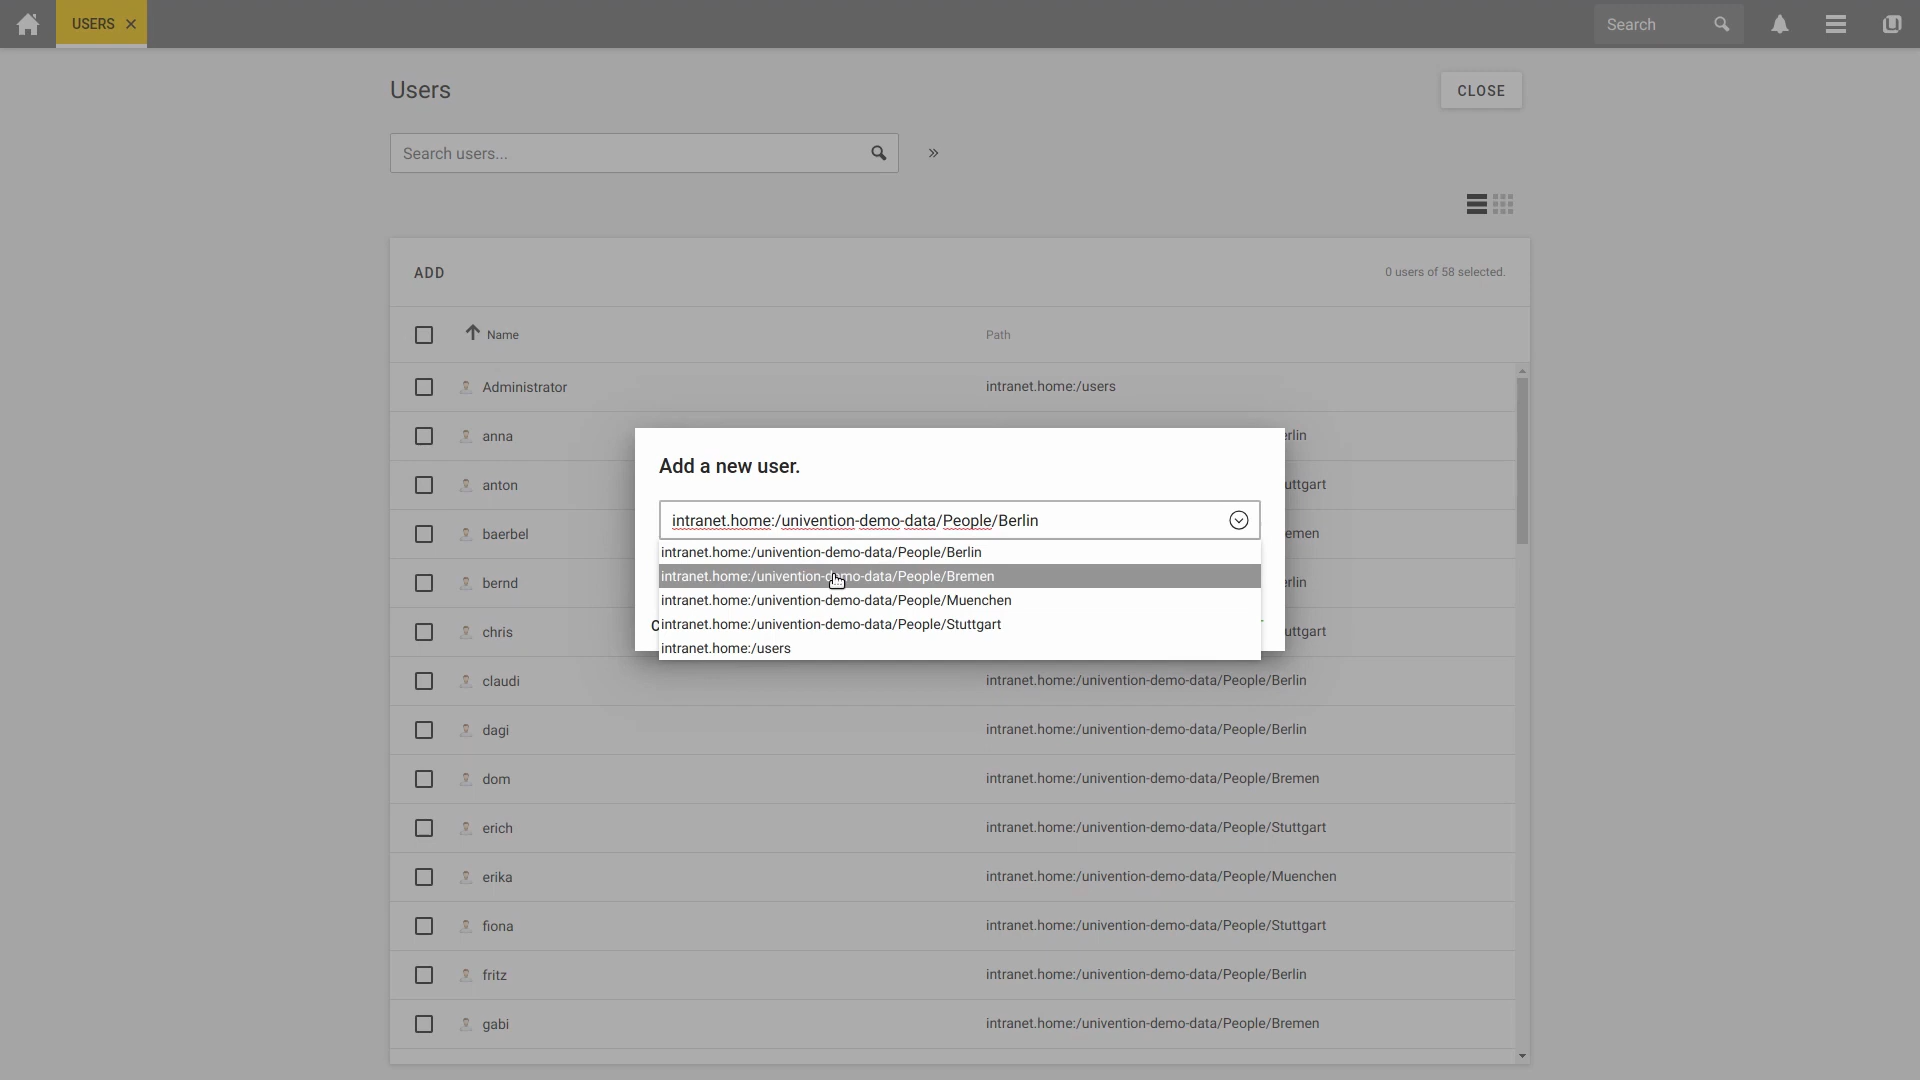 USERS
Search
Users
CLOSE
Search users...
ADD
0 users of 58 selected.
Name
Path
Administrator
intranet.home:/users
anna
erlin
anton
uttgart
baerbel
emen
bernd
erlin
chris
uttgart
Add a new user.
intranet.home:/univention-demo-data/People/Berlin
intranet.home:/univention-demo-data/People/Berlin
intranet.home:/univention-demo-data/People/Bremen
intranet.home:/univention-demo-data/People/Muenchen
intranet.home:/univention-demo-data/People/Stuttgart
intranet.home:/users
claudi
intranet.home:/univention-demo-data/People/Berlin
dagi
intranet.home:/univention-demo-data/People/Berlin
dom
intranet.home:/univention-demo-data/People/Bremen
erich
intranet.home:/univention-demo-data/People/Stuttgart
erika
intranet.home:/univention-demo-data/People/Muenchen
fiona
intranet.home:/univention-demo-data/People/Stuttgart
fritz
intranet.home:/univention-demo-data/People/Berlin
gabi
intranet.home:/univention-demo-data/People/Bremen